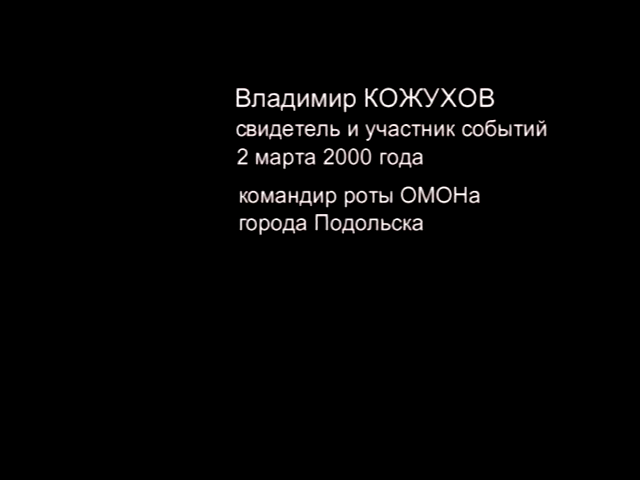 Владимир КОЖУХОВ
свидетель и участник событий
2 марта 2000 года
командир роты ОМОНа
города Подольска